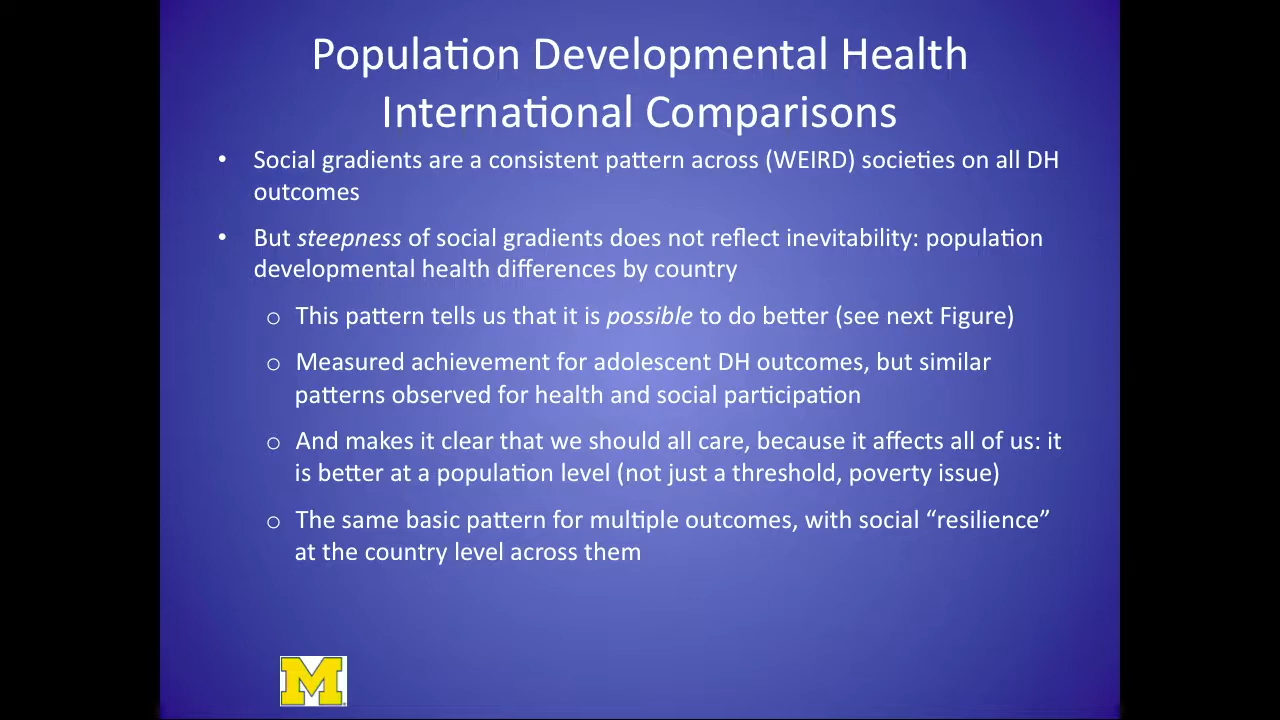 Population Developmental Health
International Comparisons
• Social gradients are a consistent pattern across (WEIRD) societies on all DH
outcomes
• But steepness of social gradients does not reflect inevitability: population
developmental health differences by country
o This pattern tells us that it is possible to do better (see next Figure)
o Measured achievement for adolescent DH outcomes, but similar
patterns observed for health and social participation
o And makes it clear that we should all care, because it affects all of us: it
is better at a population level (not just a threshold, poverty issue)
o The same basic pattern for multiple outcomes, with social “resilience”
at the country level across them
M